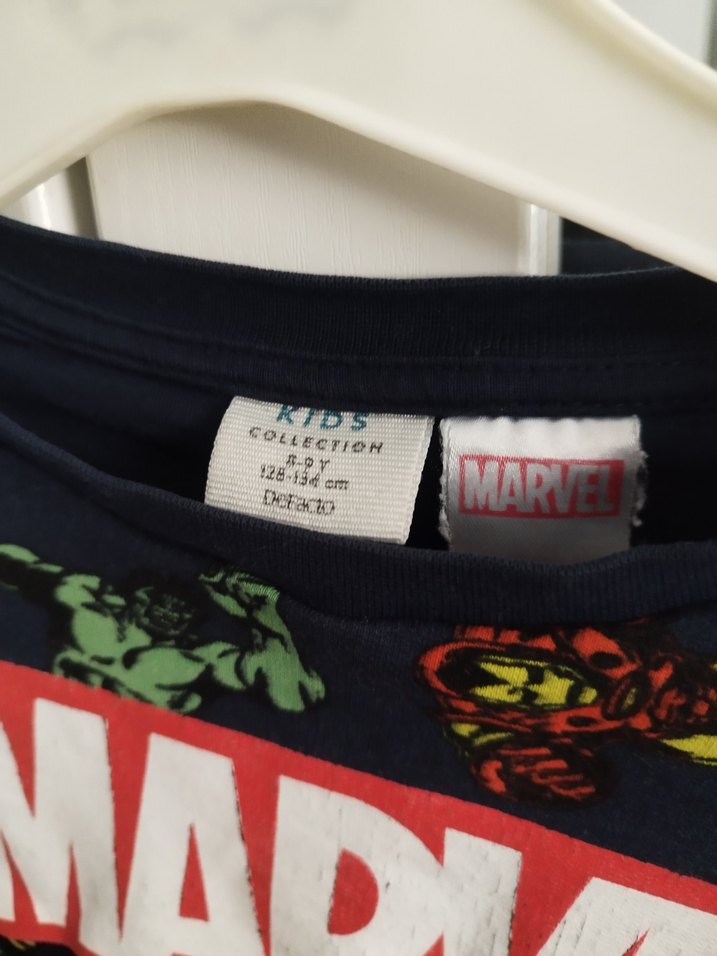 KIDS
COLLECTION
8-9 Y
128-134 cm
DeFacto
MARVEL